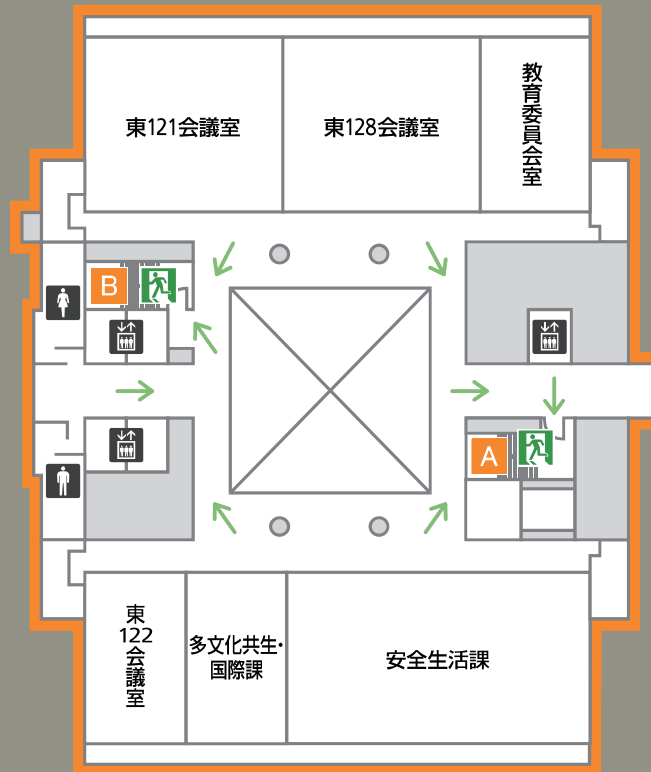 東121会議室
東128会議室
教育委員会室
B
A
東
122
会議室
多文化共生・
国際課
安全生活課